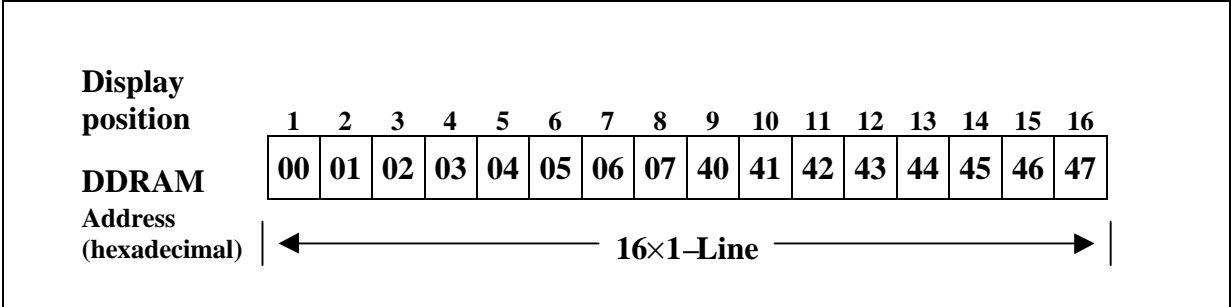 Display
position 1 2 3 4 5 6 7 8 9 10 11 12 13 14 15 16
DDRAM 00 01 02 03 04 05 06 07 40 41 42 43 44 45 46 47
Address
(hexadecimal) 16×1–Line